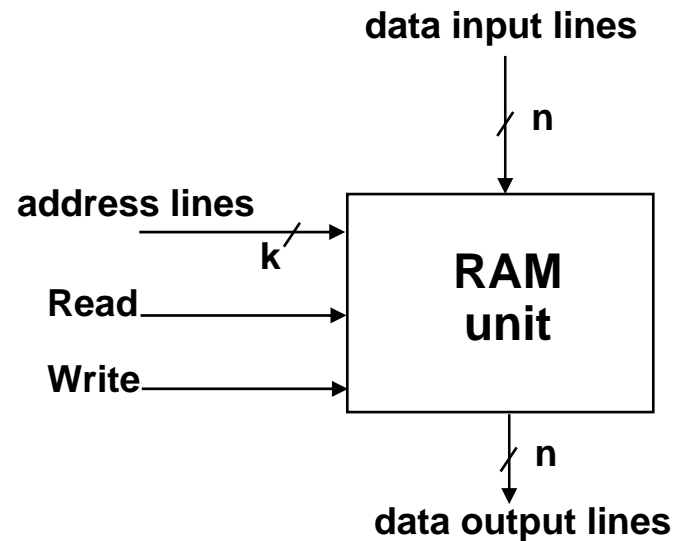 data input lines
n
address lines
k
RAM
unit
Read
Write
n
data output lines